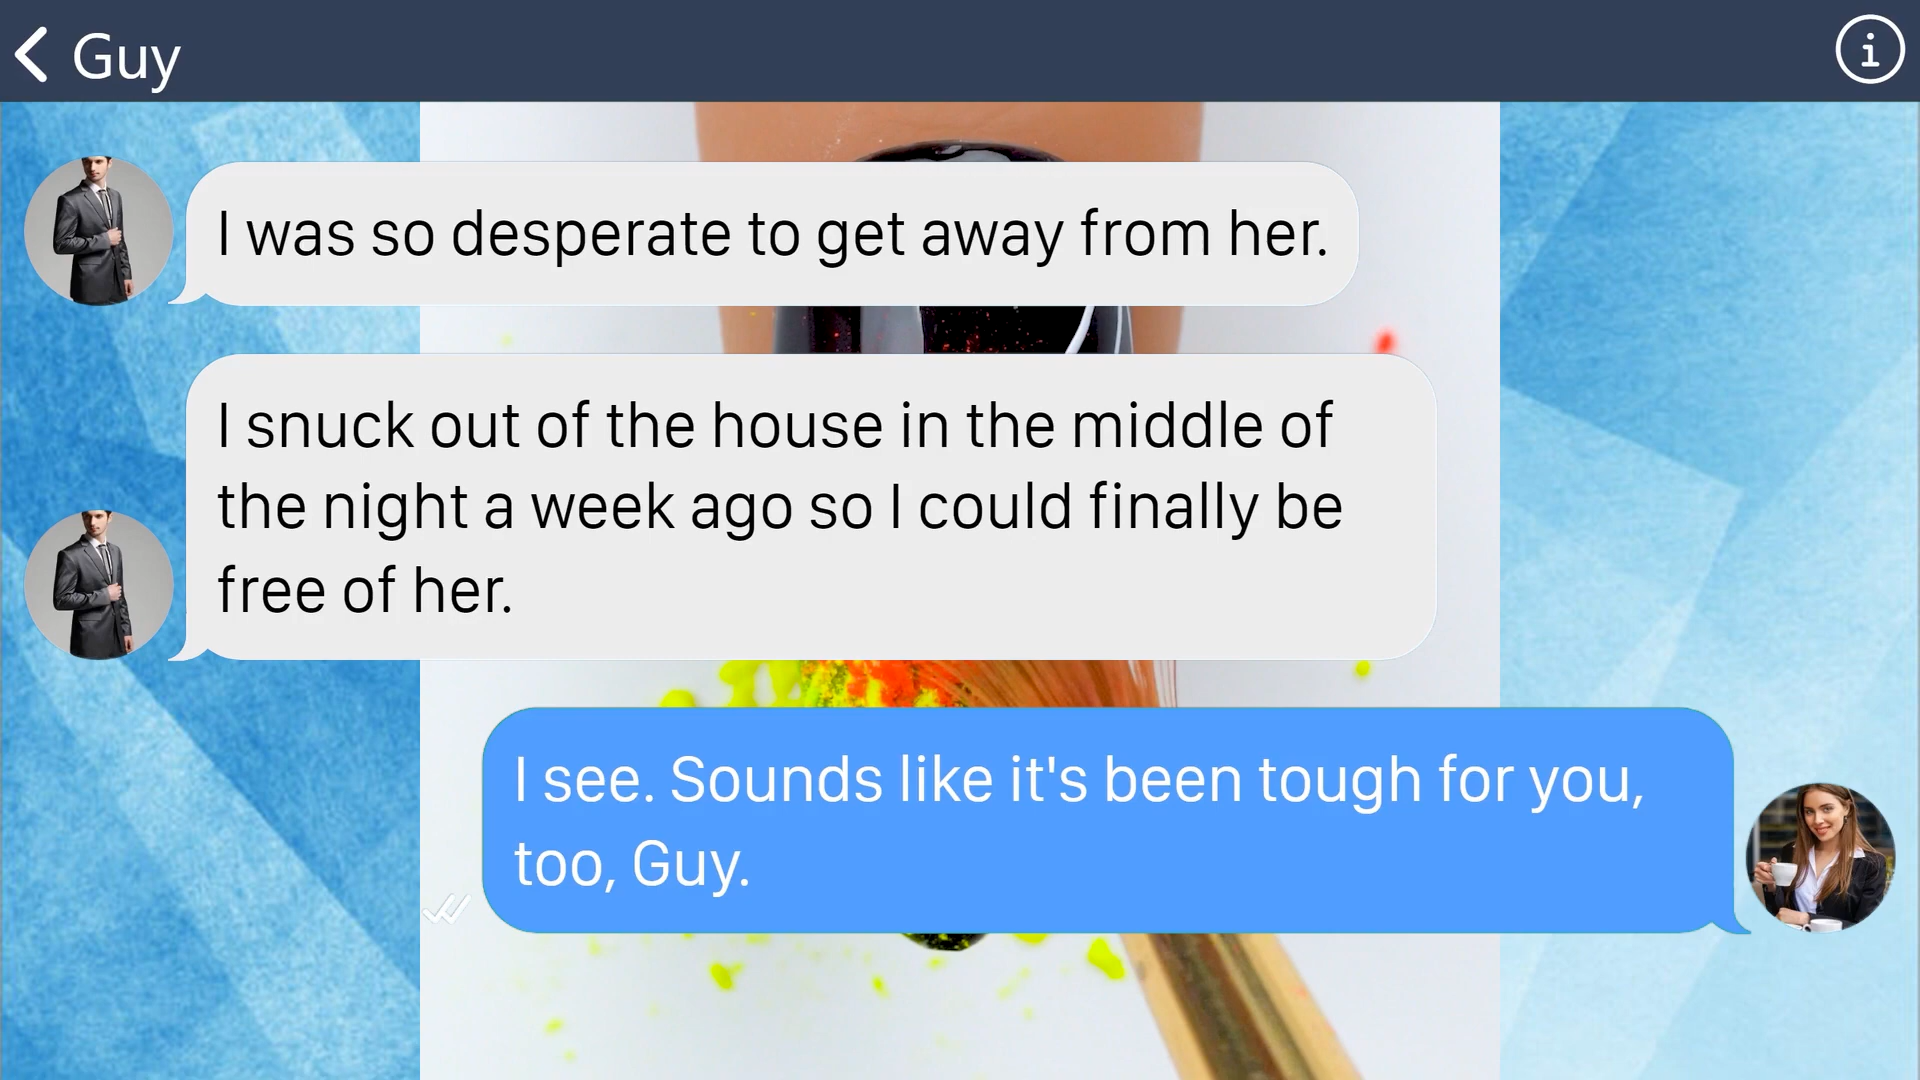 Guy
i
I was so desperate to get away from her.
I snuck out of the house in the middle of
the night a week ago so I could finally be
free of her.
I see. Sounds like it's been tough for you,
too, Guy.